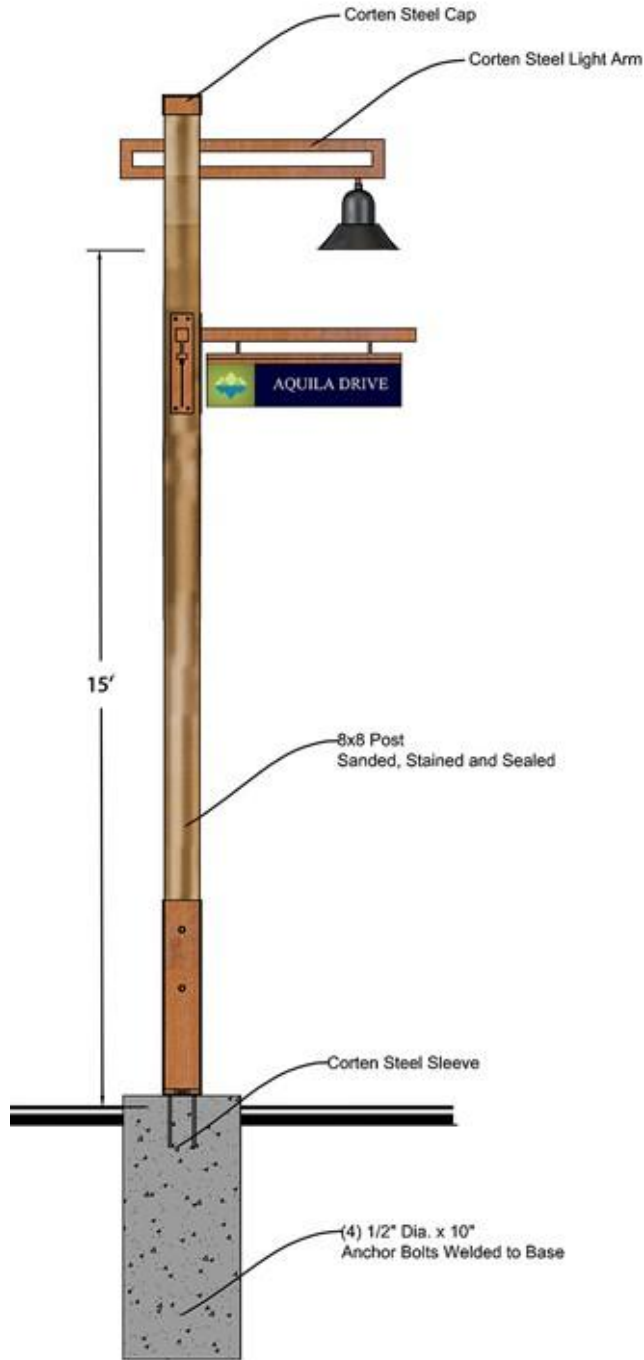 Corten Steel Cap
Corten Steel Light Arm
AQUILA DRIVE
15'
8x8 Post
Sanded, Stained and Sealed
Corten Steel Sleeve
(4) 1/2" Dia. x 10"
Anchor Bolts Welded to Base